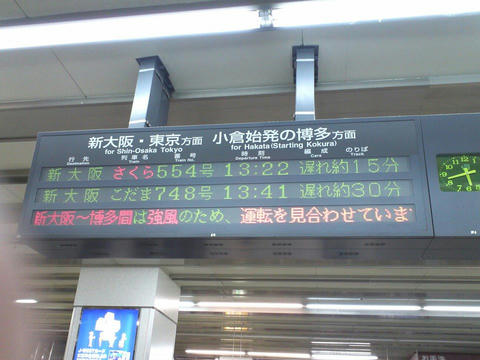 新大阪・東京方面 小倉始発の博多方面
for Shin-Osaka Tokyo for Hakata(Starting Kokura)
行先 列車名 番号 時刻 編成 のりば
Destination Train Train No. Departure Time Cars Track
新大阪 さくら 554号 13:22 遅れ約15分
新大阪 こだま 748号 13:41 遅れ約30分
新大阪~博多間は強風のため、運転を見合わせていま